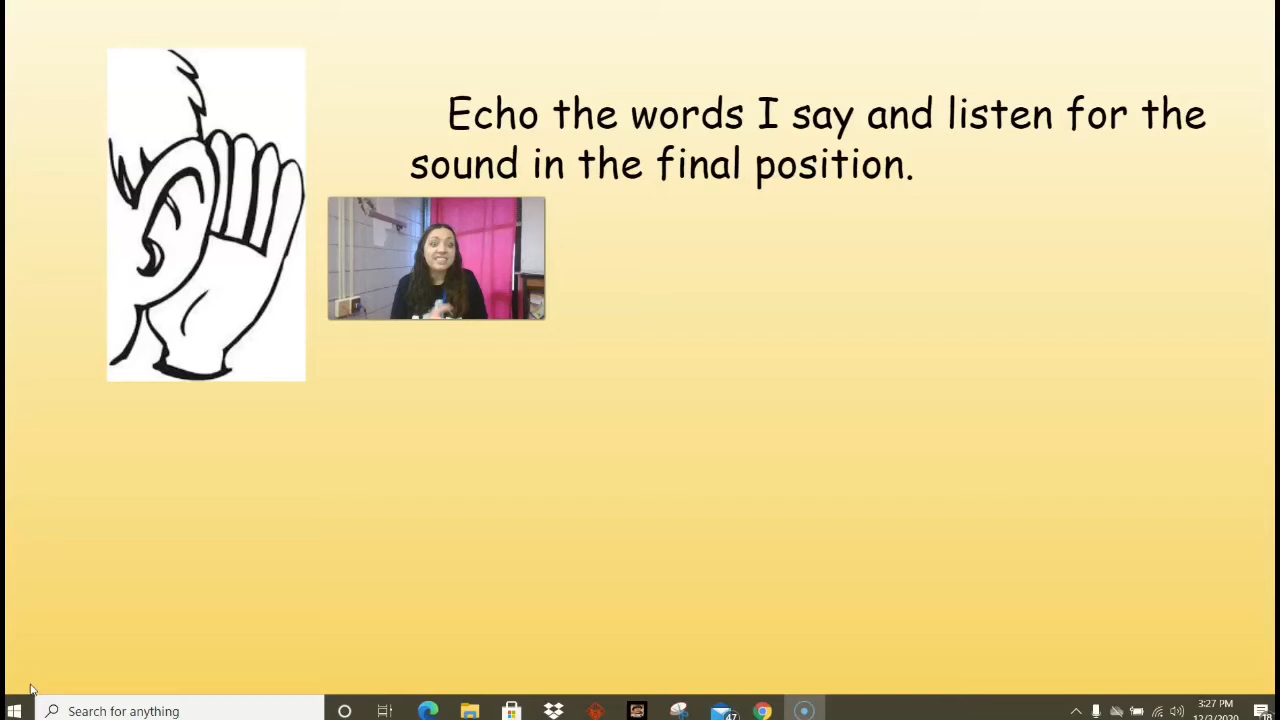 Echo the words I say and listen for the
sound in the final position.
Search for anything
47
3:27 PM